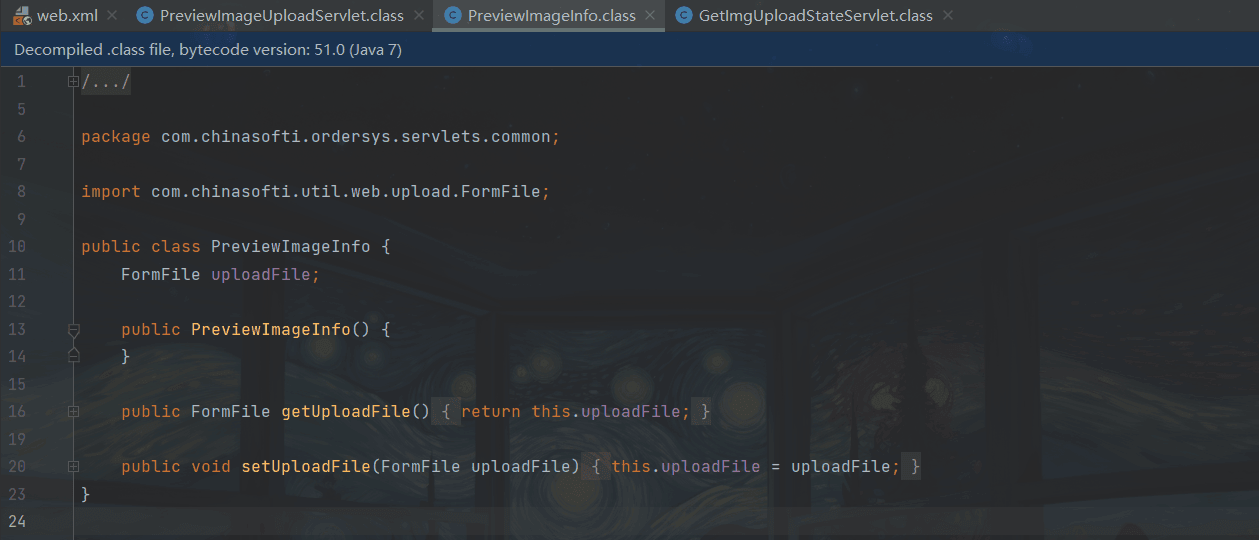 web.xml PreviewImageUploadServlet.class PreviewImageInfo.class GetImgUploadStateServlet.class
Decompiled .class file, bytecode version: 51.0 (Java 7)
1 /.../
5
6 package com.chinasofti.ordersys.servlets.common;
7
8 import com.chinasofti.util.web.upload.FormFile;
9
10 public class PreviewImageInfo {
11     FormFile uploadFile;
12
13     public PreviewImageInfo() {
14     }
15
16     public FormFile getUploadFile() { return this.uploadFile; }
19
20     public void setUploadFile(FormFile uploadFile) { this.uploadFile = uploadFile; }
23 }
24